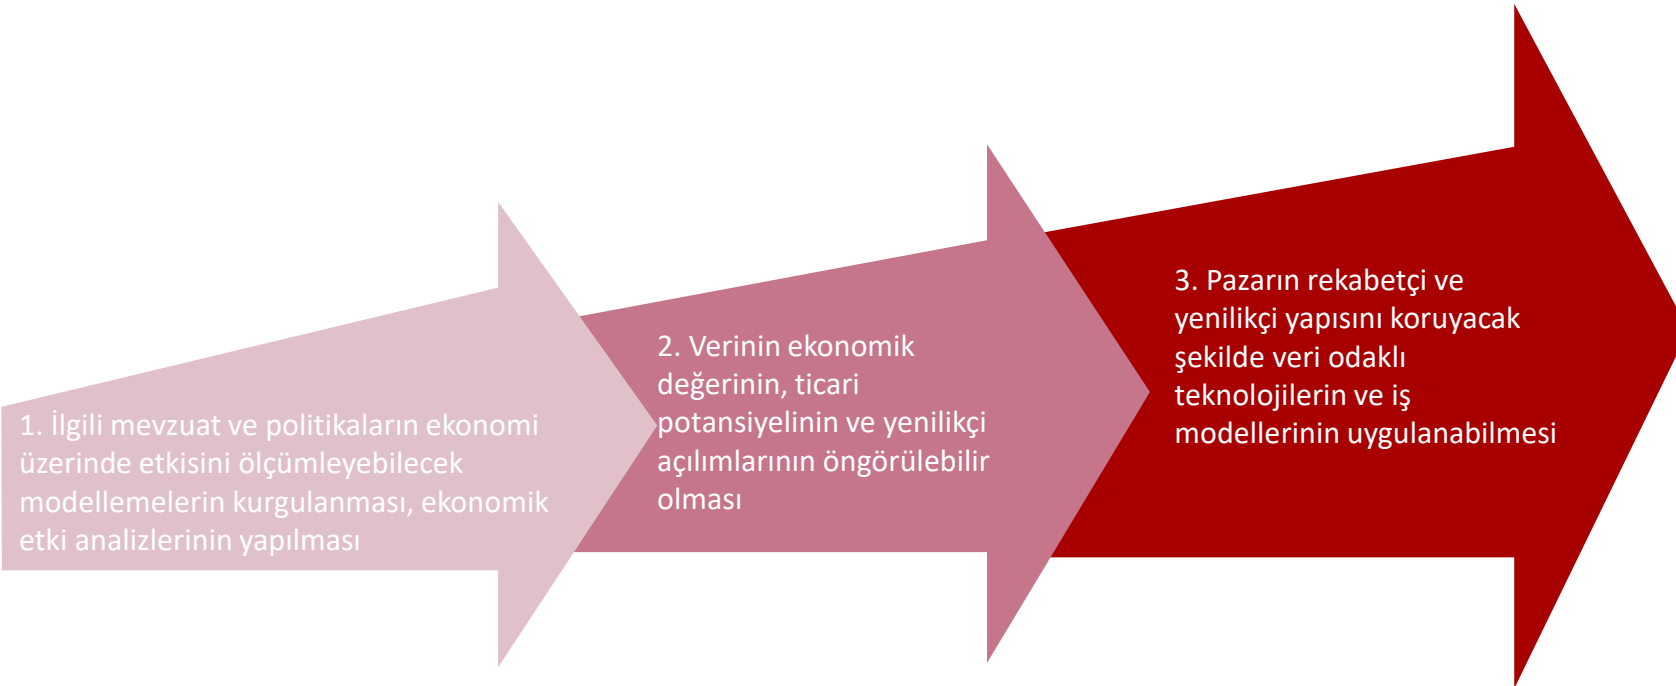 1. İlgili mevzuat ve politikaların ekonomi
üzerinde etkisini ölçümleyebilecek
modellemelerin kurgulanması, ekonomik
etki analizlerinin yapılması
2. Verinin ekonomik
değerinin, ticari
potansiyelinin ve yenilikçi
açılımlarının öngörülebilir
olması
3. Pazarın rekabetçi ve
yenilikçi yapısını koruyacak
şekilde veri odaklı
teknolojilerin ve iş
modellerinin uygulanabilmesi